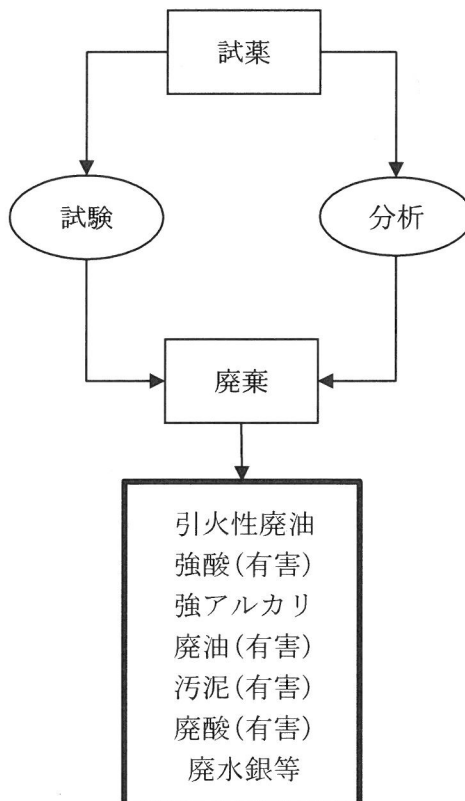 試薬
試験
分析
廃棄
引火性廃油
強酸(有害)
強アルカリ
廃油(有害)
汚泥(有害)
廃酸(有害)
廃水銀等